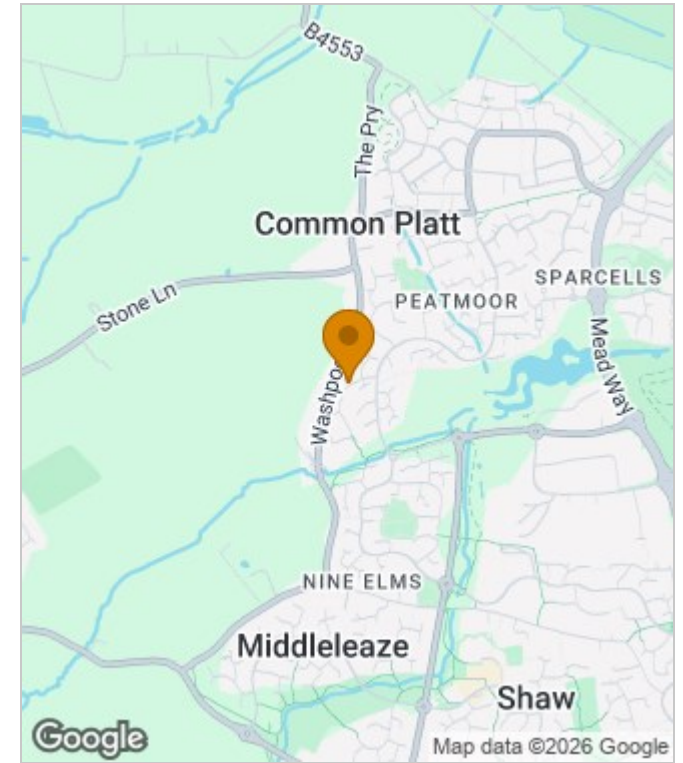 B4553
The Pry
Common Platt
SPARCELLS
PEATMOOR
Stone Ln
Mead Way
NINE ELMS
Middleleaze
Shaw
Google
Map data ©2026 Google